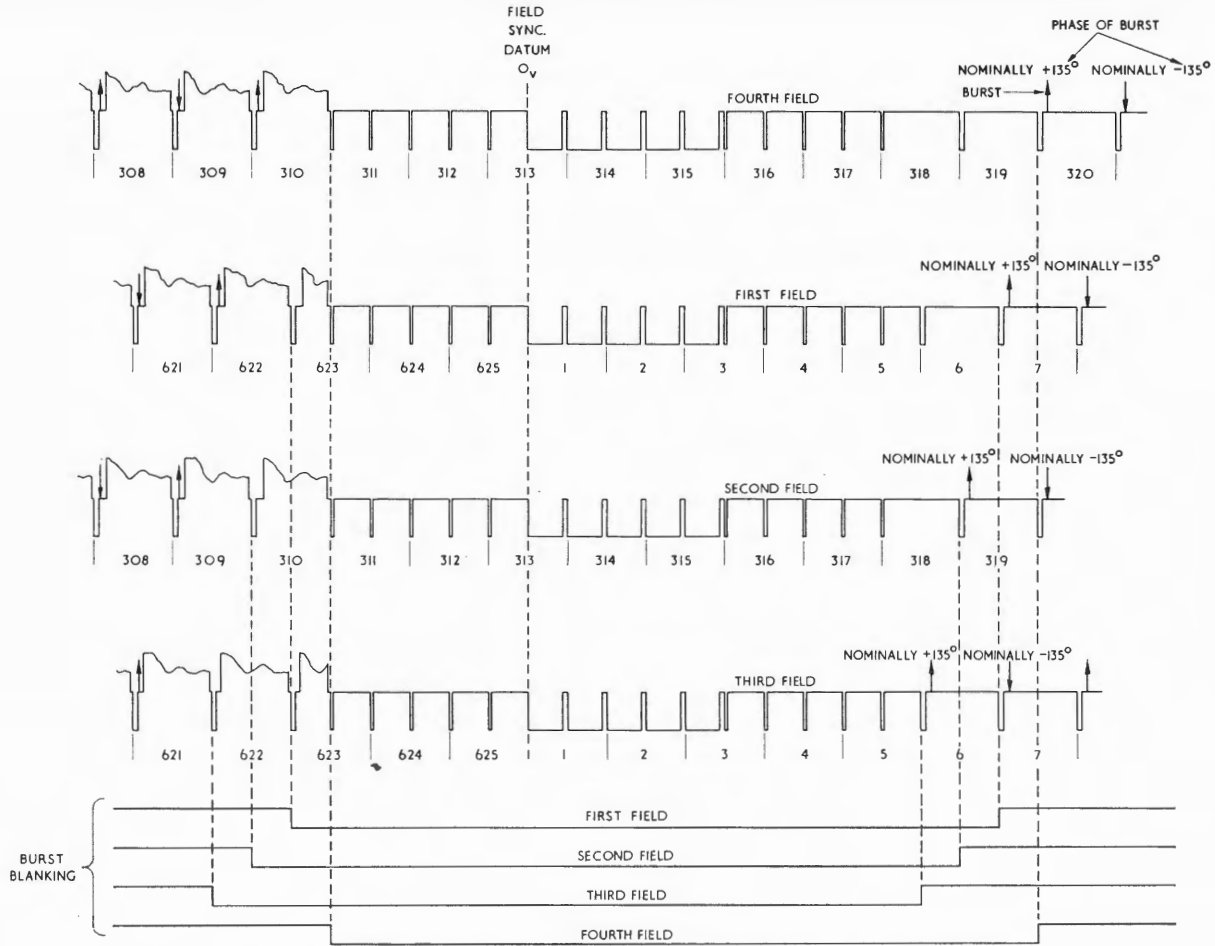 FIELD
SYNC.
DATUM
Ov
PHASE OF BURST
NOMINALLY +135° NOMINALLY -135°
BURST
FOURTH FIELD
308 309 310 311 312 313 314 315 316 317 318 319 320
NOMINALLY +135° NOMINALLY -135°
FIRST FIELD
621 622 623 624 625 1 2 3 4 5 6 7
NOMINALLY +135° NOMINALLY -135°
SECOND FIELD
308 309 310 311 312 313 314 315 316 317 318 319
NOMINALLY +135° NOMINALLY -135°
THIRD FIELD
621 622 623 624 625 1 2 3 4 5 6 7
BURST
BLANKING
FIRST FIELD
SECOND FIELD
THIRD FIELD
FOURTH FIELD